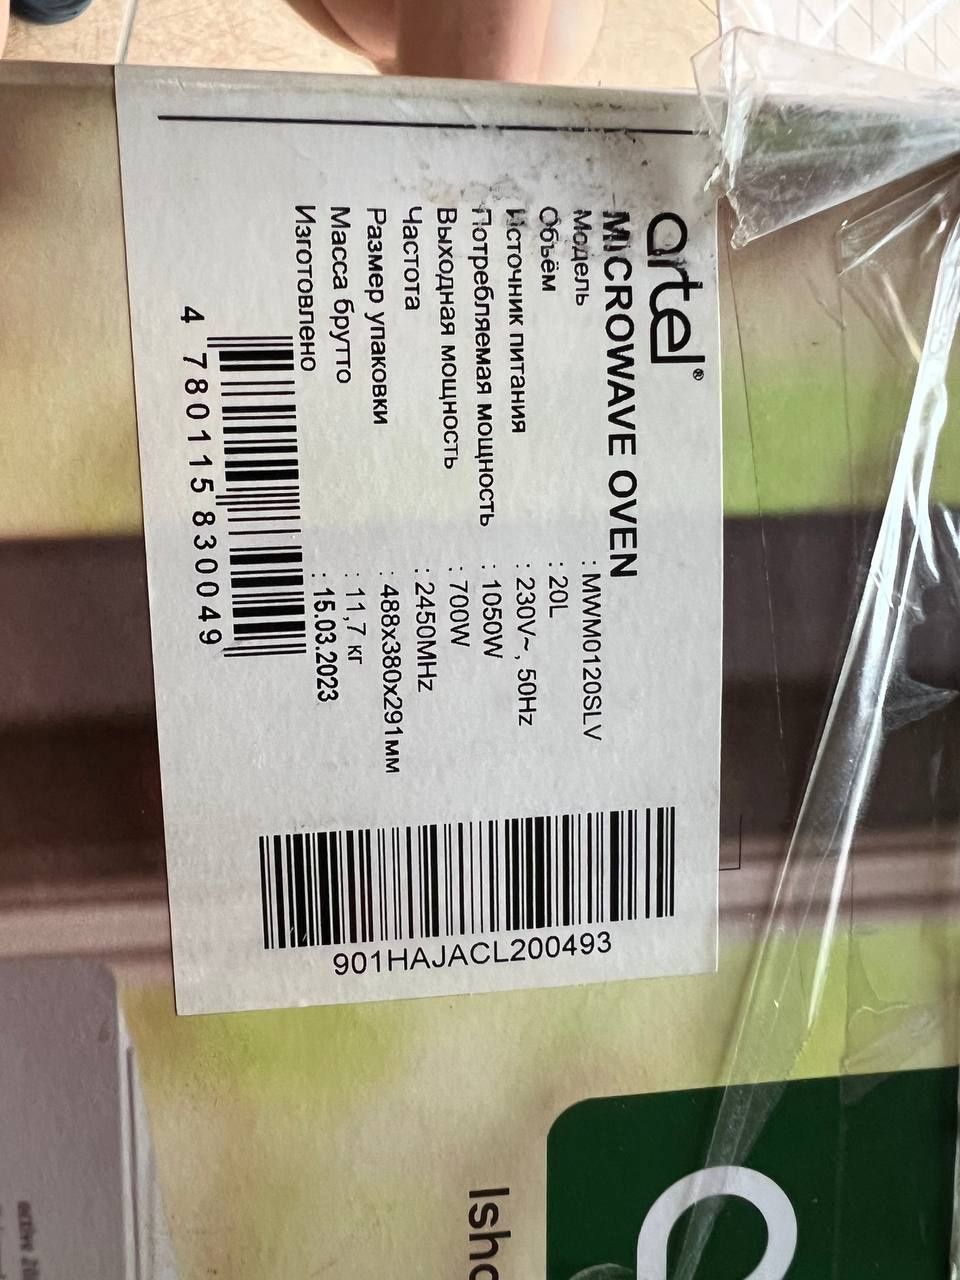 artel®
MICROWAVE OVEN
Модель : MWM0120SLV
Объём : 20L
Источник питания : 230V~, 50Hz
Потребляемая мощность : 1050W
Выходная мощность : 700W
Частота : 2450MHz
Размер упаковки : 488x380x291мм
Масса брутто : 11,7 кг
Изготовлено : 15.03.2023
4 780115 830049
901HAJACL200493